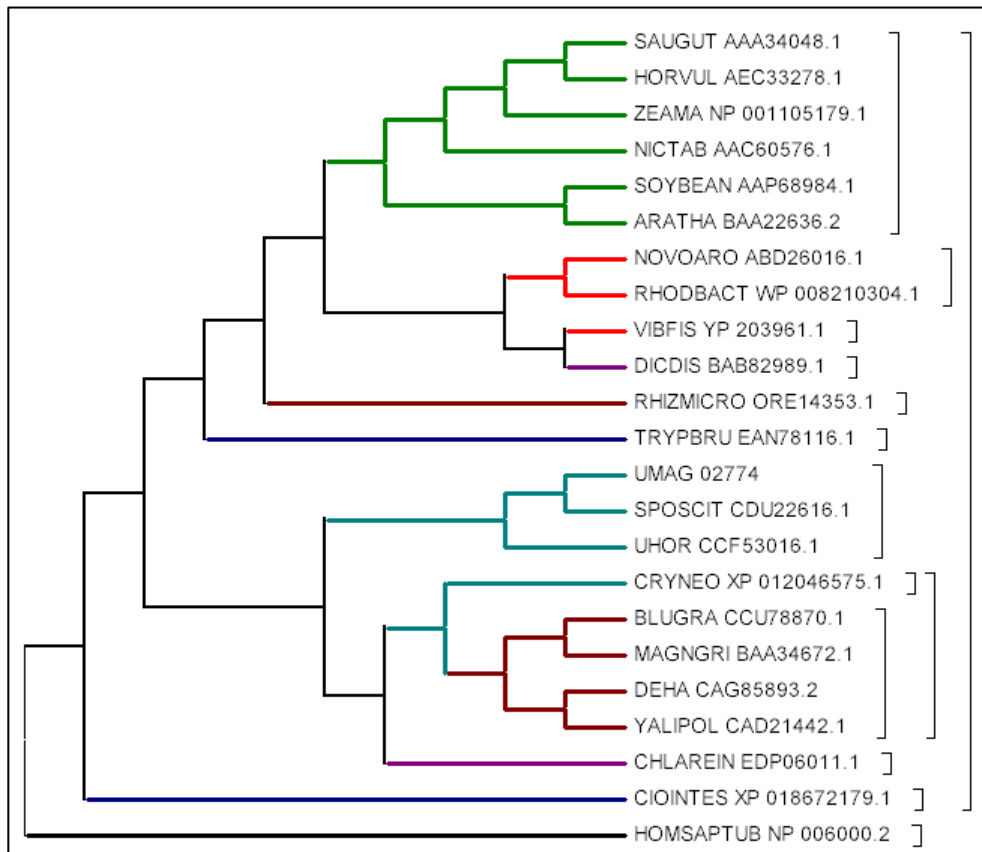 SAUGUT AAA34048.1
HORVUL AEC33278.1
ZEAMA NP 001105179.1
NICTAB AAC60576.1
SOYBEAN AAP68984.1
ARATHA BAA22636.2
NOVOARO ABD26016.1
RHODBACT WP 008210304.1
VIBFIS YP 203961.1
DICDIS BAB82989.1
RHIZMICRO ORE14353.1
TRYPBRU EAN78116.1
UMAG 02774
SPOSCIT CDU22616.1
UHOR CCF53016.1
CRYNEO XP 012046575.1
BLUGRA CCU78870.1
MAGNGRI BAA34672.1
DEHA CAG85893.2
YALIPOL CAD21442.1
CHLAREIN EDP06011.1
CIOINTES XP 018672179.1
HOMSAPTUB NP 006000.2